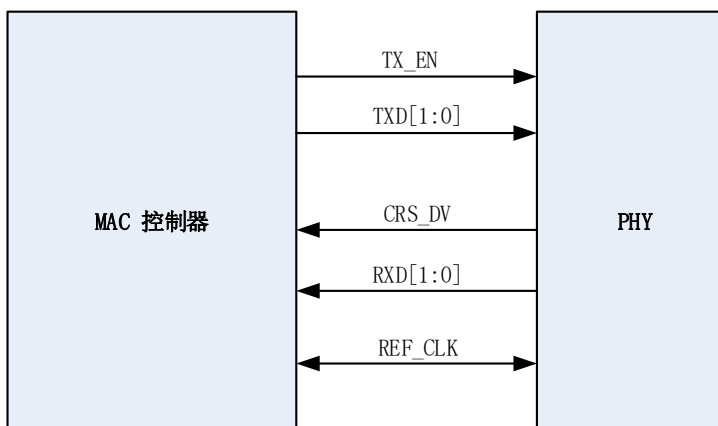 TX_EN
TXD[1:0]
MAC 控制器
CRS_DV
PHY
RXD[1:0]
REF_CLK